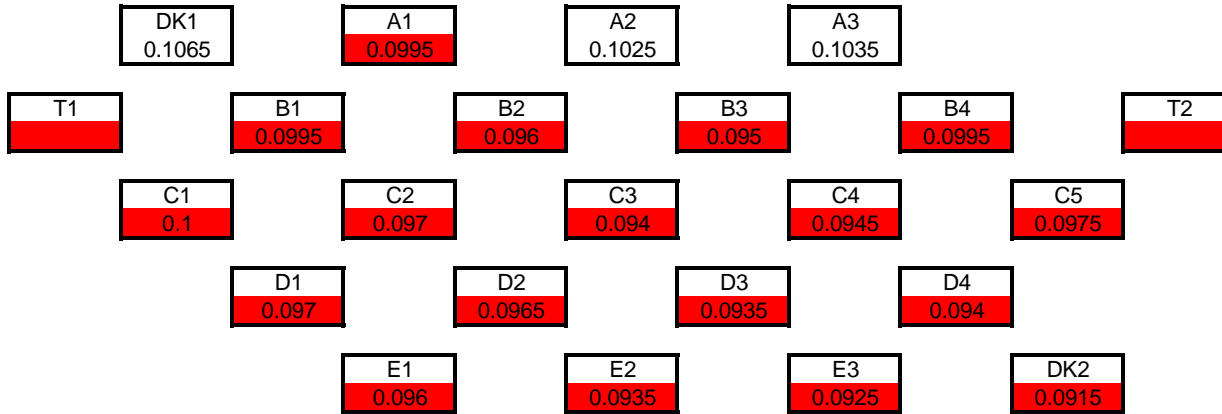 DK1 A1 A2 A3
0.1065 0.0995 0.1025 0.1035
T1 B1 B2 B3 B4 T2
0.0995 0.096 0.095 0.0995
C1 C2 C3 C4 C5
0.1 0.097 0.094 0.0945 0.0975
D1 D2 D3 D4
0.097 0.0965 0.0935 0.094
E1 E2 E3 DK2
0.096 0.0935 0.0925 0.0915